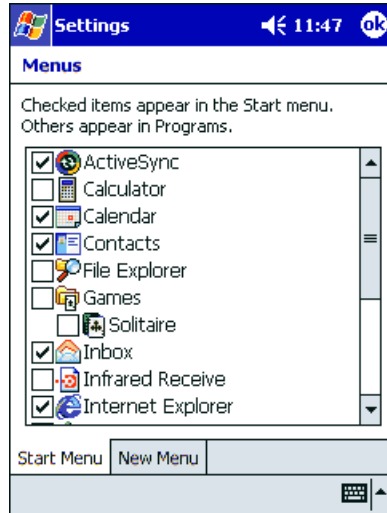 Settings 11:47 ok
Menus
Checked items appear in the Start menu.
Others appear in Programs.
ActiveSync
Calculator
Calendar
Contacts
File Explorer
Games
Solitaire
Inbox
Infrared Receive
Internet Explorer
Start Menu New Menu